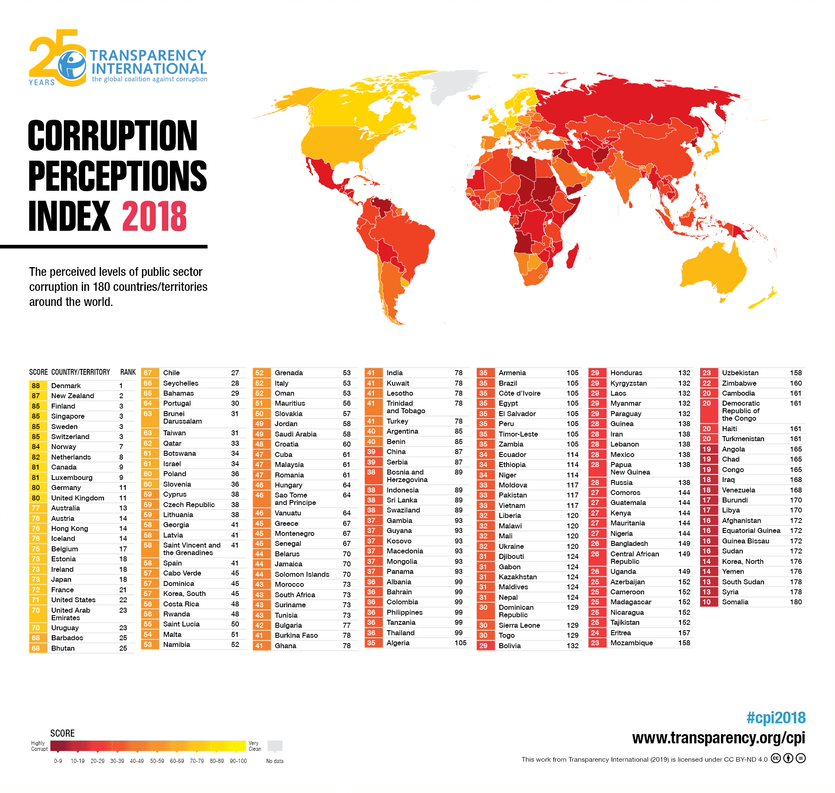 25
YEARS
TRANSPARENCY
INTERNATIONAL
the global coalition against corruption
CORRUPTION
PERCEPTIONS
INDEX 2018
The perceived levels of public sector
corruption in 180 countries/territories
around the world.
SCORE COUNTRY/TERRITORY RANK
88 Denmark 1
87 New Zealand 2
85 Finland 3
85 Singapore 3
85 Sweden 3
85 Switzerland 3
84 Norway 7
82 Netherlands 8
81 Canada 9
81 Luxembourg 9
80 Germany 11
80 United Kingdom 11
77 Australia 13
76 Austria 14
76 Hong Kong 14
76 Iceland 14
75 Belgium 17
73 Estonia 18
73 Ireland 18
73 Japan 18
72 France 21
71 United States 22
70 United Arab 23
Emirates
70 Uruguay 23
68 Barbados 25
68 Bhutan 25
67 Chile 27
66 Seychelles 28
65 Bahamas 29
64 Portugal 30
63 Brunei 31
Darussalam
63 Taiwan 31
62 Qatar 33
61 Botswana 34
61 Israel 34
60 Poland 36
60 Slovenia 36
59 Cyprus 38
59 Czech Republic 38
59 Lithuania 38
58 Georgia 41
58 Latvia 41
58 Saint Vincent and 41
the Grenadines
58 Spain 41
57 Cabo Verde 45
57 Dominica 45
57 Korea, South 45
56 Costa Rica 48
56 Rwanda 48
55 Saint Lucia 50
54 Malta 51
53 Namibia 52
52 Grenada 53
52 Italy 53
52 Oman 53
51 Mauritius 56
50 Slovakia 57
49 Jordan 58
49 Saudi Arabia 58
48 Croatia 60
47 Cuba 61
47 Malaysia 61
47 Romania 61
46 Hungary 64
46 Sao Tome 64
and Principe
46 Vanuatu 64
45 Greece 67
45 Montenegro 67
45 Senegal 67
44 Belarus 70
44 Jamaica 70
44 Solomon Islands 70
43 Morocco 73
43 South Africa 73
43 Suriname 73
43 Tunisia 73
42 Bulgaria 77
41 Burkina Faso 78
41 Ghana 78
41 India 78
41 Kuwait 78
41 Lesotho 78
41 Trinidad 78
and Tobago
41 Turkey 78
40 Argentina 85
40 Benin 85
39 China 87
39 Serbia 87
38 Bosnia and 89
Herzegovina
38 Indonesia 89
38 Sri Lanka 89
38 Swaziland 89
37 Gambia 93
37 Guyana 93
37 Kosovo 93
37 Macedonia 93
37 Mongolia 93
37 Panama 93
36 Albania 99
36 Bahrain 99
36 Colombia 99
36 Philippines 99
36 Tanzania 99
36 Thailand 99
35 Algeria 105
35 Armenia 105
35 Brazil 105
35 Côte d'Ivoire 105
35 Egypt 105
35 El Salvador 105
35 Peru 105
35 Timor-Leste 105
35 Zambia 105
34 Ecuador 114
34 Ethiopia 114
34 Niger 114
33 Moldova 117
33 Pakistan 117
33 Vietnam 117
32 Liberia 120
32 Malawi 120
32 Mali 120
32 Ukraine 120
31 Djibouti 124
31 Gabon 124
31 Kazakhstan 124
31 Maldives 124
31 Nepal 124
30 Dominican 129
Republic
30 Sierra Leone 129
30 Togo 129
29 Bolivia 132
29 Honduras 132
29 Kyrgyzstan 132
29 Laos 132
29 Myanmar 132
29 Paraguay 132
28 Guinea 138
28 Iran 138
28 Lebanon 138
28 Mexico 138
28 Papua 138
New Guinea
28 Russia 138
27 Comoros 144
27 Guatemala 144
27 Kenya 144
27 Mauritania 144
27 Nigeria 144
26 Bangladesh 149
26 Central African 149
Republic
26 Uganda 149
25 Azerbaijan 152
25 Cameroon 152
25 Madagascar 152
25 Nicaragua 152
25 Tajikistan 152
24 Eritrea 157
23 Mozambique 158
23 Uzbekistan 158
22 Zimbabwe 160
20 Cambodia 161
20 Democratic 161
Republic of
the Congo
20 Haiti 161
20 Turkmenistan 161
19 Angola 165
19 Chad 165
19 Congo 165
18 Iraq 168
18 Venezuela 168
17 Burundi 170
17 Libya 170
16 Afghanistan 172
16 Equatorial Guinea 172
16 Guinea Bissau 172
16 Sudan 172
14 Korea, North 176
14 Yemen 176
13 South Sudan 178
13 Syria 178
10 Somalia 180
SCORE
Highly
Corrupt
Very
Clean
0-9 10-19 20-29 30-39 40-49 50-59 60-69 70-79 80-89 90-100 No data
#cpi2018
www.transparency.org/cpi
This work from Transparency International (2019) is licensed under CC BY-ND 4.0